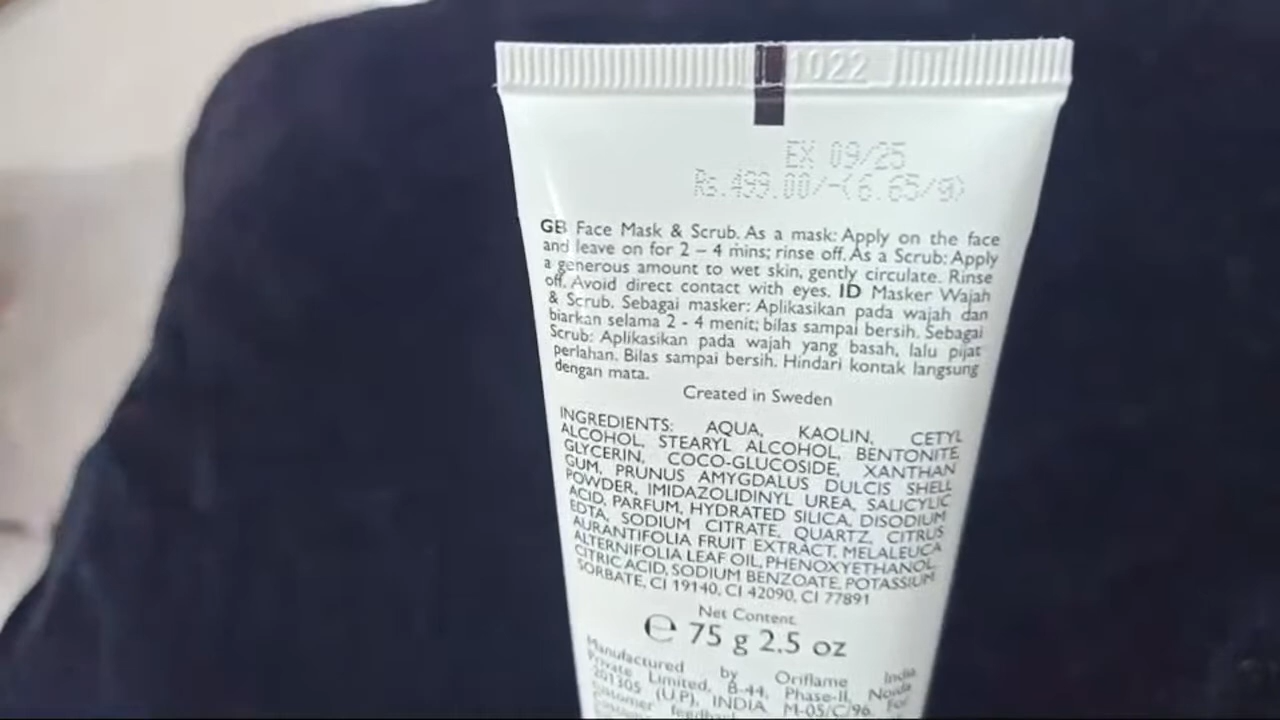 1022
EX 09/25
Rs.499.00/-(6.65/g)
GB Face Mask & Scrub. As a mask: Apply on the face
and leave on for 2 – 4 mins; rinse off. As a Scrub: Apply
a generous amount to wet skin, gently circulate. Rinse
off. Avoid direct contact with eyes. ID Masker Wajah
& Scrub. Sebagai masker: Aplikasikan pada wajah dan
biarkan selama 2 - 4 menit; bilas sampai bersih. Sebagai
Scrub: Aplikasikan pada wajah yang basah, lalu pijat
perlahan. Bilas sampai bersih. Hindari kontak langsung
dengan mata.
Created in Sweden
INGREDIENTS: AQUA, KAOLIN, CETYL
ALCOHOL, STEARYL ALCOHOL, BENTONITE,
GLYCERIN, COCO-GLUCOSIDE, XANTHAN
GUM, PRUNUS AMYGDALUS DULCIS SHELL
POWDER, IMIDAZOLIDINYL UREA, SALICYLIC
ACID, PARFUM, HYDRATED SILICA, DISODIUM
EDTA, SODIUM CITRATE, QUARTZ, CITRUS
AURANTIFOLIA FRUIT EXTRACT, MELALEUCA
ALTERNIFOLIA LEAF OIL, PHENOXYETHANOL,
CITRIC ACID, SODIUM BENZOATE, POTASSIUM
SORBATE, CI 19140, CI 42090, CI 77891
Net Content
℮ 75 g 2.5 oz
Manufactured by Oriflame India
Private Limited, B-44, Phase-II, Noida
201305 (U.P), INDIA M-05/C/96. For
customer feedback